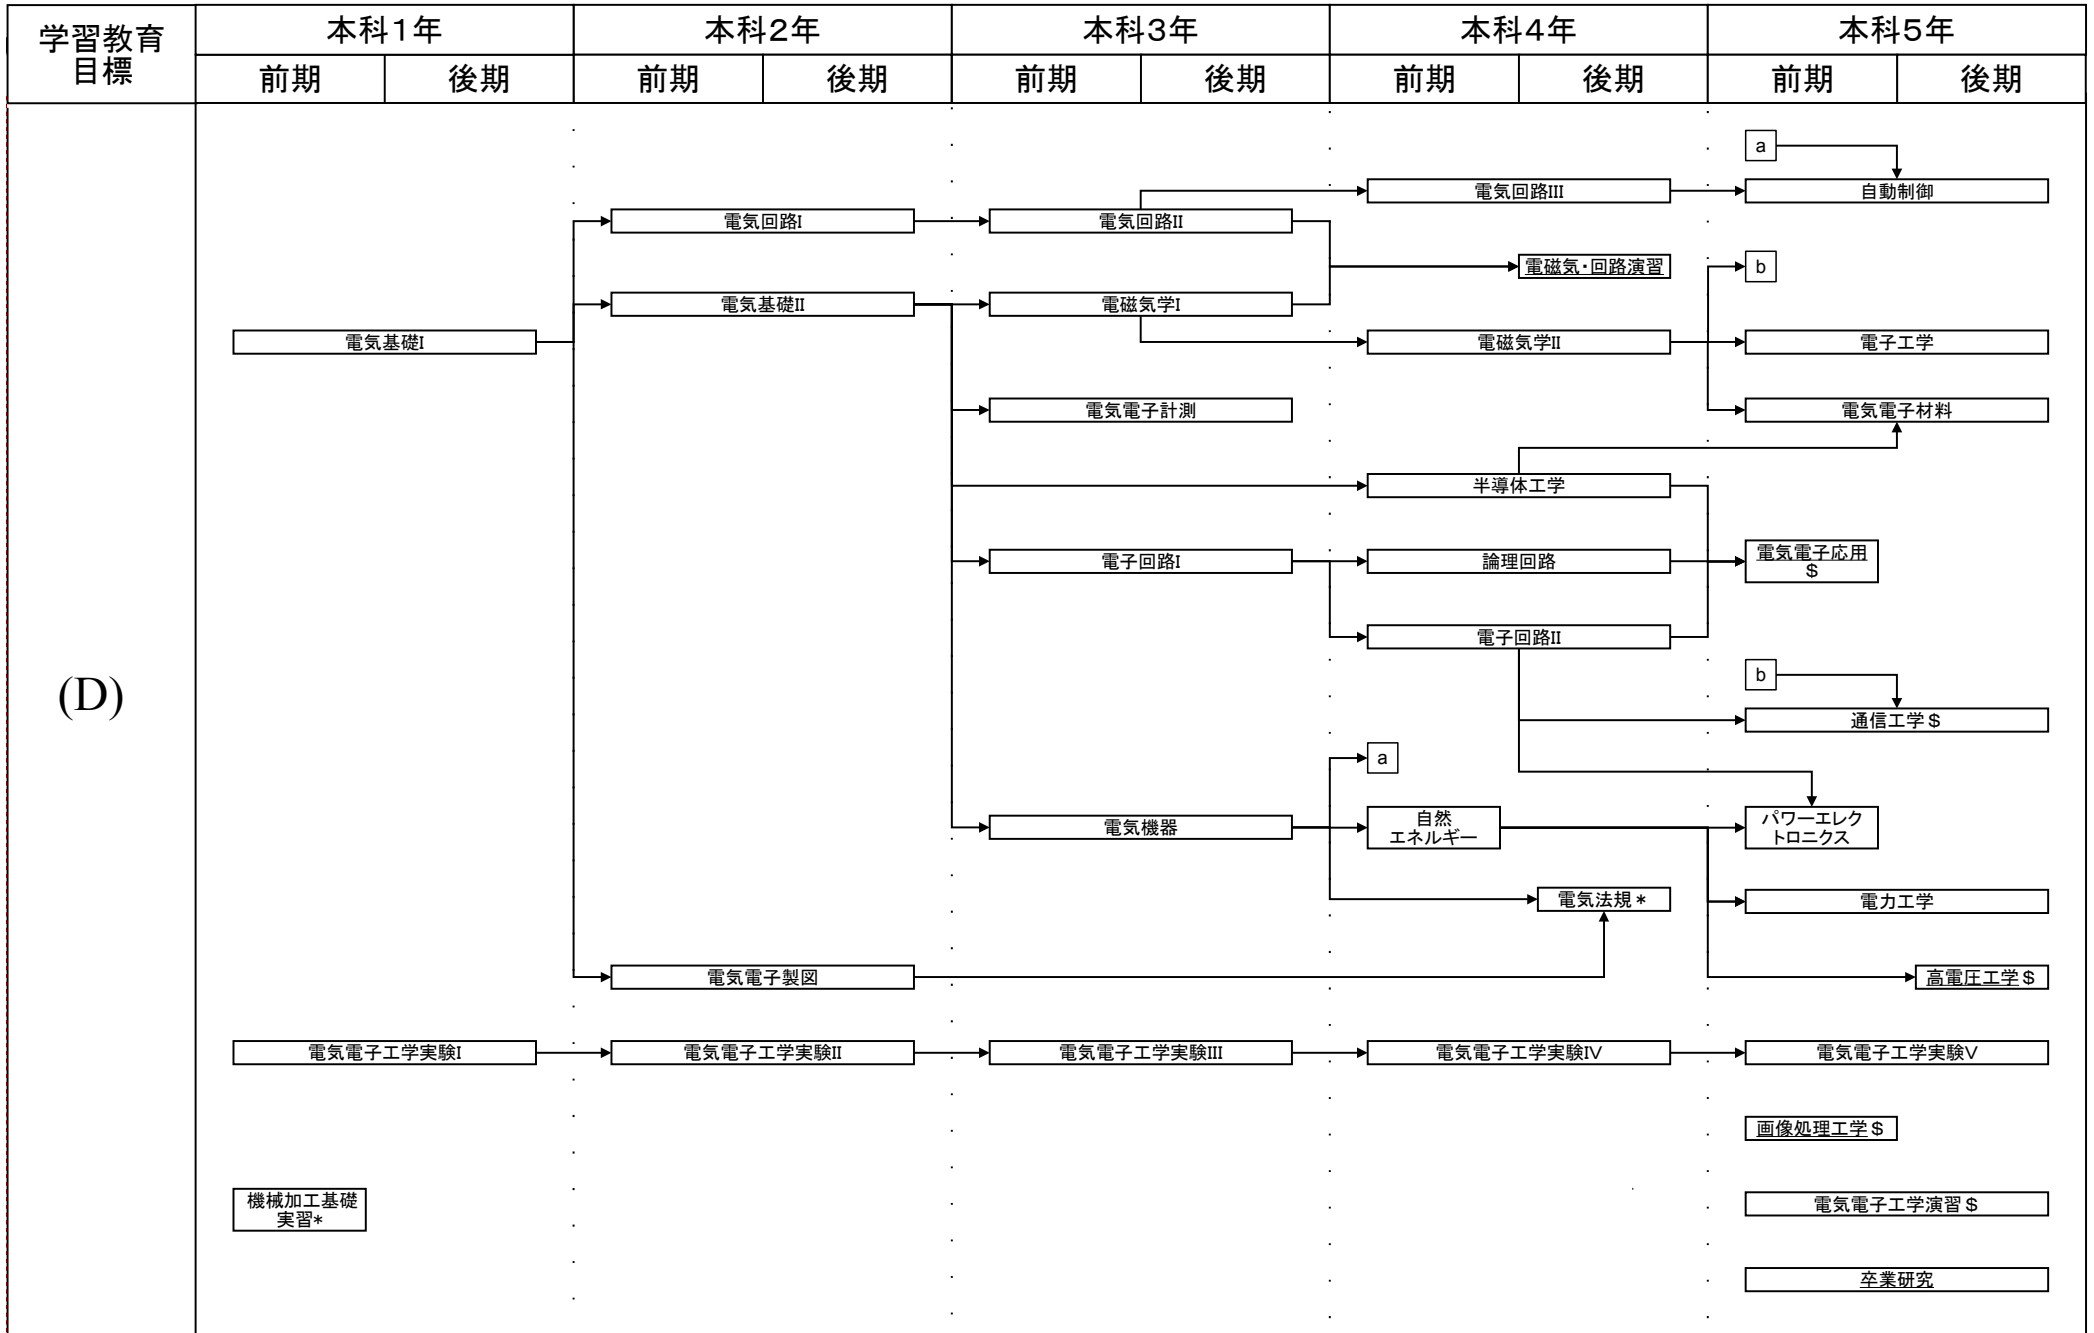 学習教育
目標
本科1年
本科2年
本科3年
本科4年
本科5年
前期
後期
前期
後期
前期
後期
前期
後期
前期
後期
(D)
a
電気回路III
自動制御
電気回路I
電気回路II
電磁気・回路演習
b
電気基礎II
電磁気学I
電気基礎I
電磁気学II
電子工学
電気電子計測
電気電子材料
半導体工学
電子回路I
論理回路
電気電子応用
$
電子回路II
b
通信工学$
a
電気機器
自然
エネルギー
パワーエレク
トロニクス
電気法規*
電力工学
電気電子製図
高電圧工学$
電気電子工学実験I
電気電子工学実験II
電気電子工学実験III
電気電子工学実験IV
電気電子工学実験V
画像処理工学$
機械加工基礎
実習*
電気電子工学演習$
卒業研究